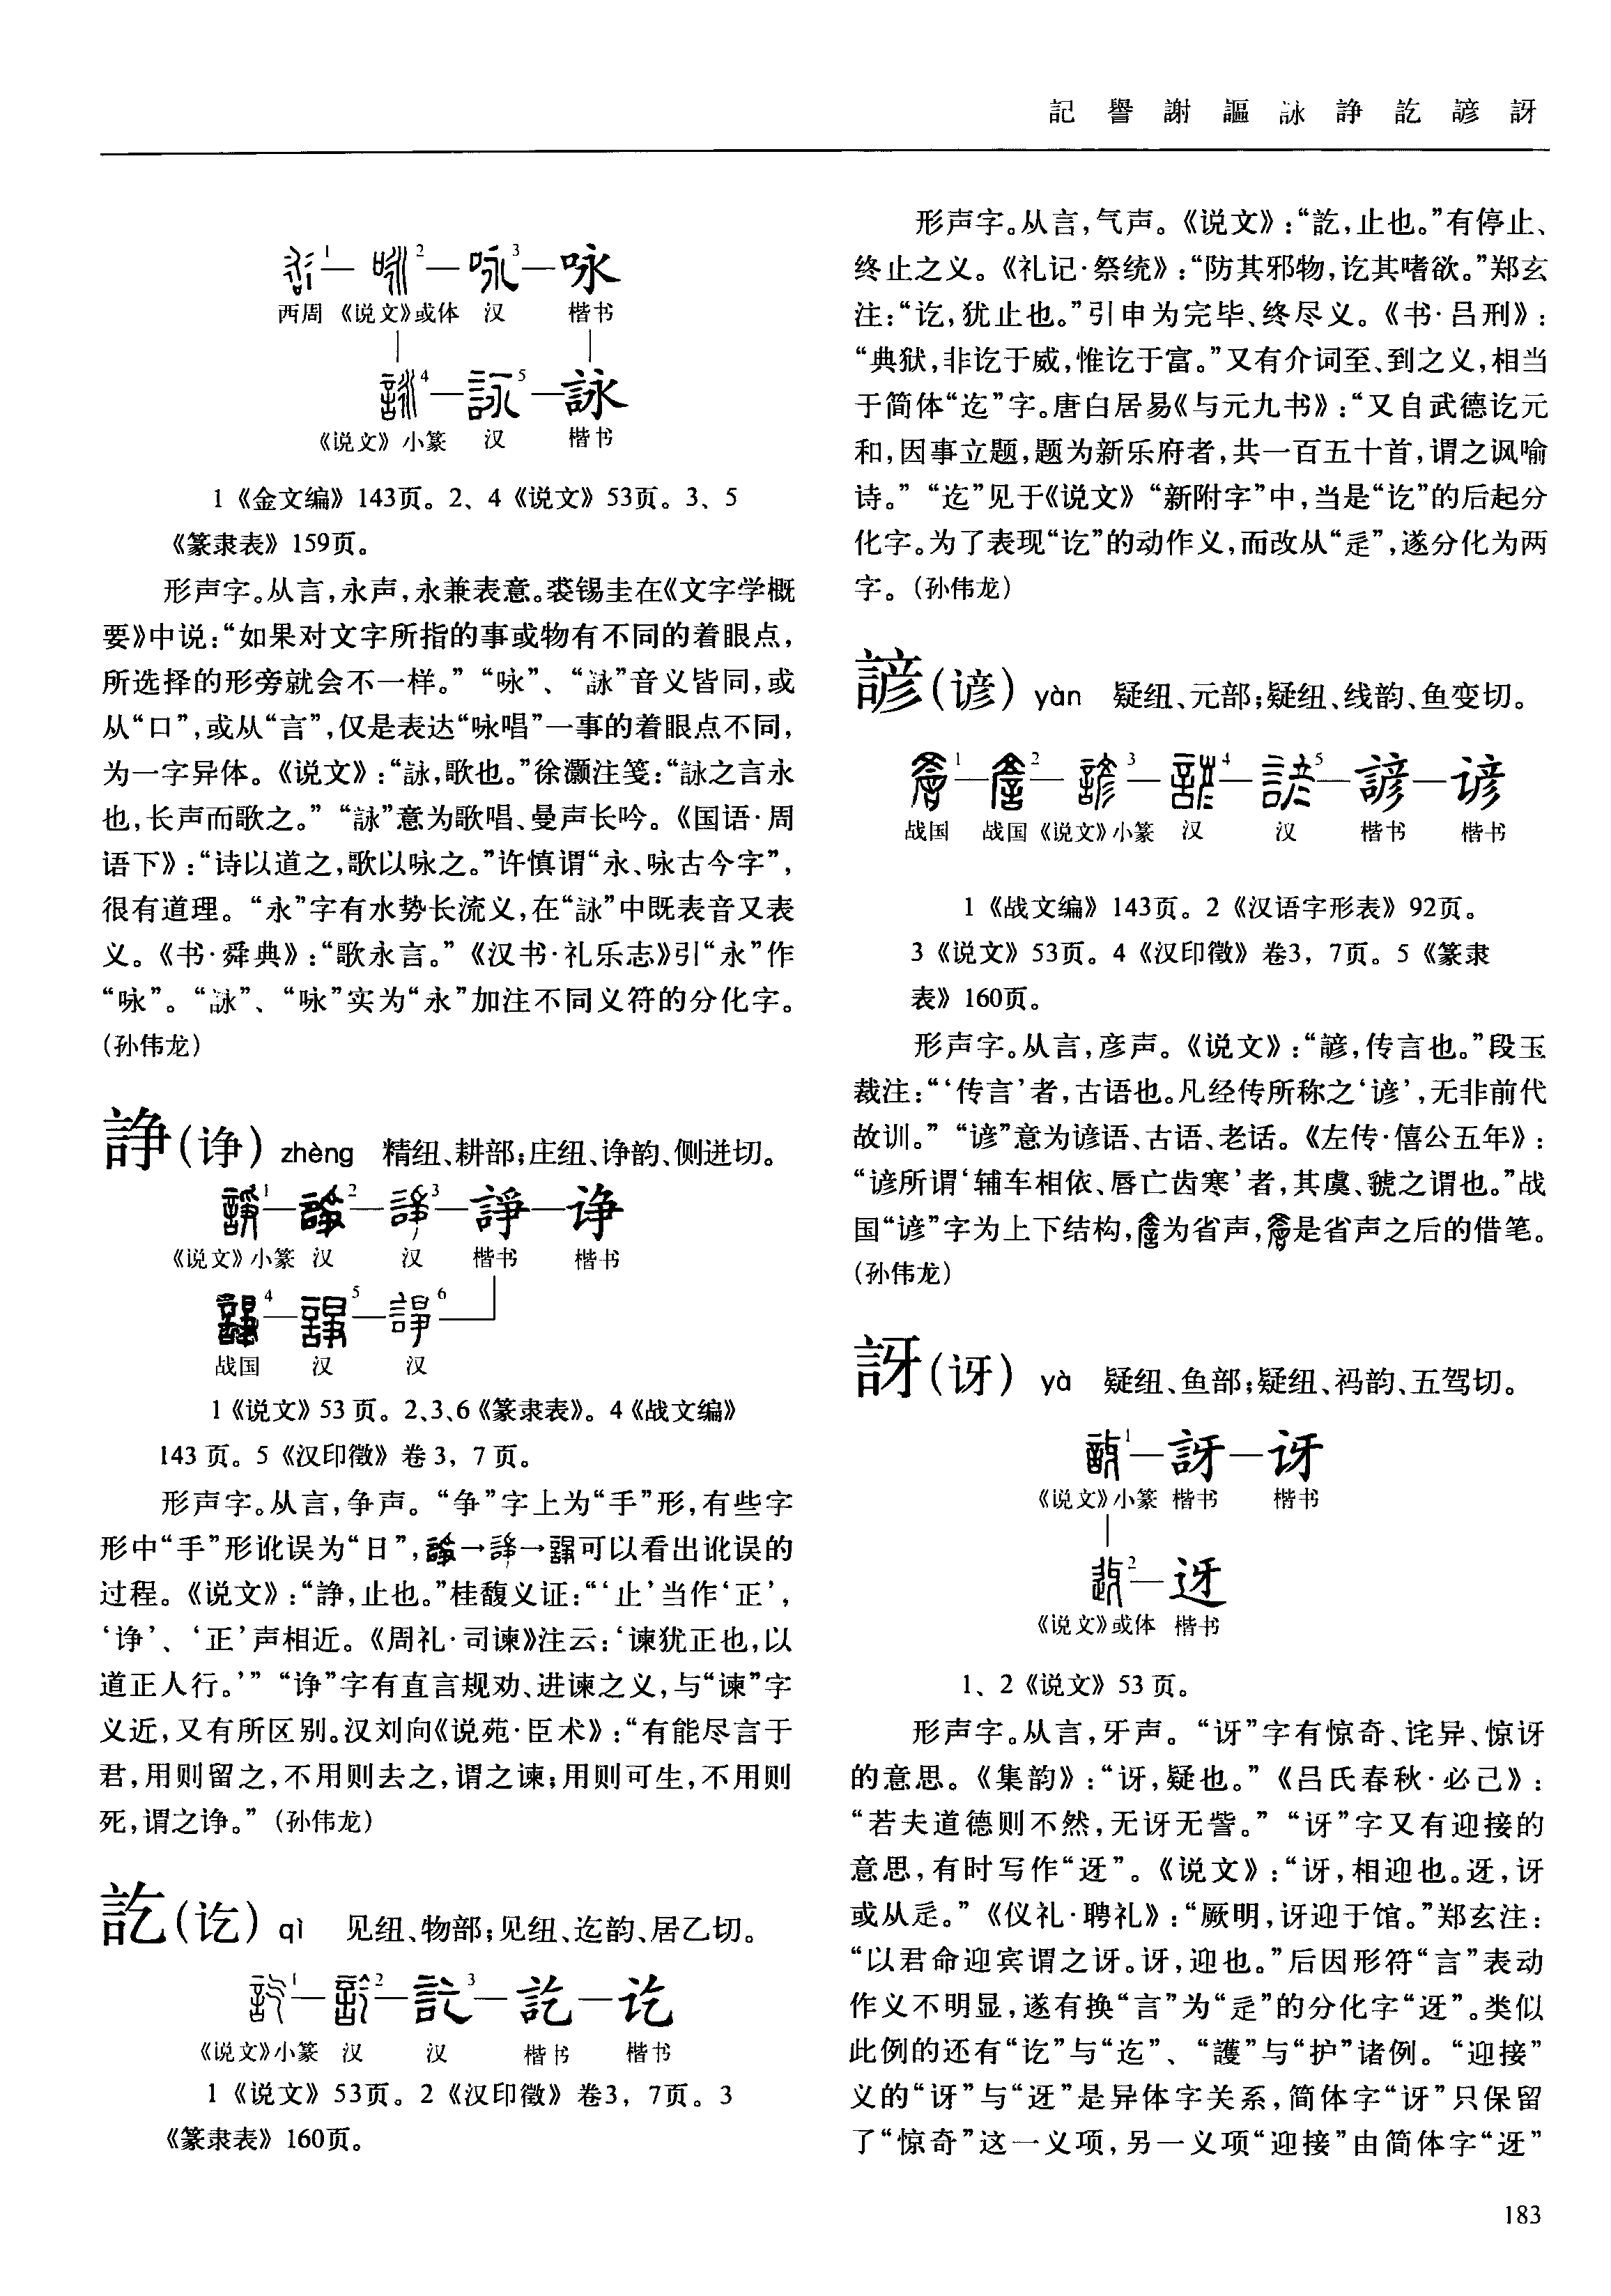 記 譽 謝 謳 詠 諍 訖 諺 訝
1 — 2 — 3 — 咏
西周 《说文》或体 汉 楷书
4 — 5 — 詠
《说文》小篆 汉 楷书
1《金文编》143页。2、4《说文》53页。3、5
《篆隶表》159页。
形声字。从言,永声,永兼表意。裘锡圭在《文字学概
要》中说:“如果对文字所指的事或物有不同的着眼点,
所选择的形旁就会不一样。”“咏”、“詠”音义皆同,或
从“口”,或从“言”,仅是表达“咏唱”一事的着眼点不同,
为一字异体。《说文》:“詠,歌也。”徐灏注笺:“詠之言永
也,长声而歌之。”“詠”意为歌唱、曼声长吟。《国语·周
语下》:“诗以道之,歌以咏之。”许慎谓“永、咏古今字”,
很有道理。“永”字有水势长流义,在“詠”中既表音又表
义。《书·舜典》:“歌永言。”《汉书·礼乐志》引“永”作
“咏”。“詠”、“咏”实为“永”加注不同义符的分化字。
(孙伟龙)
諍(诤) zhèng 精纽、耕部;庄纽、诤韵、侧迸切。
1 — 2 — 3 — 諍 — 诤
《说文》小篆 汉 汉 楷书 楷书
4 — 5 — 6
战国 汉 汉
1《说文》53页。2、3、6《篆隶表》。4《战文编》
143页。5《汉印徵》卷3,7页。
形声字。从言,争声。“争”字上为“手”形,有些字
形中“手”形讹误为“日”,→→可以看出讹误的
过程。《说文》:“諍,止也。”桂馥义证:“‘止’当作‘正’,
‘诤’、‘正’声相近。《周礼·司谏》注云:‘谏犹正也,以
道正人行。’”“诤”字有直言规劝、进谏之义,与“谏”字
义近,又有所区别。汉刘向《说苑·臣术》:“有能尽言于
君,用则留之,不用则去之,谓之谏;用则可生,不用则
死,谓之诤。”(孙伟龙)
訖(讫) qì 见纽、物部;见纽、迄韵、居乙切。
1 — 2 — 3 — 訖 — 讫
《说文》小篆 汉 汉 楷书 楷书
1《说文》53页。2《汉印徵》卷3,7页。3
《篆隶表》160页。
形声字。从言,气声。《说文》:“訖,止也。”有停止、
终止之义。《礼记·祭统》:“防其邪物,讫其嗜欲。”郑玄
注:“讫,犹止也。”引申为完毕、终尽义。《书·吕刑》:
“典狱,非讫于威,惟讫于富。”又有介词至、到之义,相当
于简体“迄”字。唐白居易《与元九书》:“又自武德讫元
和,因事立题,题为新乐府者,共一百五十首,谓之讽喻
诗。”“迄”见于《说文》“新附字”中,当是“讫”的后起分
化字。为了表现“讫”的动作义,而改从“辵”,遂分化为两
字。(孙伟龙)
諺(谚) yàn 疑纽、元部;疑纽、线韵、鱼变切。
1 — 2 — 3 — 4 — 5 — 諺 — 谚
战国 战国 《说文》小篆 汉 汉 楷书 楷书
1《战文编》143页。2《汉语字形表》92页。
3《说文》53页。4《汉印徵》卷3,7页。5《篆隶
表》160页。
形声字。从言,彦声。《说文》:“諺,传言也。”段玉
裁注:“‘传言’者,古语也。凡经传所称之‘谚’,无非前代
故训。”“谚”意为谚语、古语、老话。《左传·僖公五年》:
“谚所谓‘辅车相依、唇亡齿寒’者,其虞、虢之谓也。”战
国“谚”字为上下结构,为省声,是省声之后的借笔。
(孙伟龙)
訝(讶) yà 疑纽、鱼部;疑纽、祃韵、五驾切。
1 — 訝 — 讶
《说文》小篆 楷书 楷书
2 — 迓
《说文》或体 楷书
1、2《说文》53页。
形声字。从言,牙声。“讶”字有惊奇、诧异、惊讶
的意思。《集韵》:“讶,疑也。”《吕氏春秋·必己》:
“若夫道德则不然,无讶无訾。”“讶”字又有迎接的
意思,有时写作“迓”。《说文》:“讶,相迎也。迓,讶
或从辵。”《仪礼·聘礼》:“厥明,讶迎于馆。”郑玄注:
“以君命迎宾谓之讶。讶,迎也。”后因形符“言”表动
作义不明显,遂有换“言”为“辵”的分化字“迓”。类似
此例的还有“讫”与“迄”、“護”与“护”诸例。“迎接”
义的“讶”与“迓”是异体字关系,简体字“讶”只保留
了“惊奇”这一义项,另一义项“迎接”由简体字“迓”
183